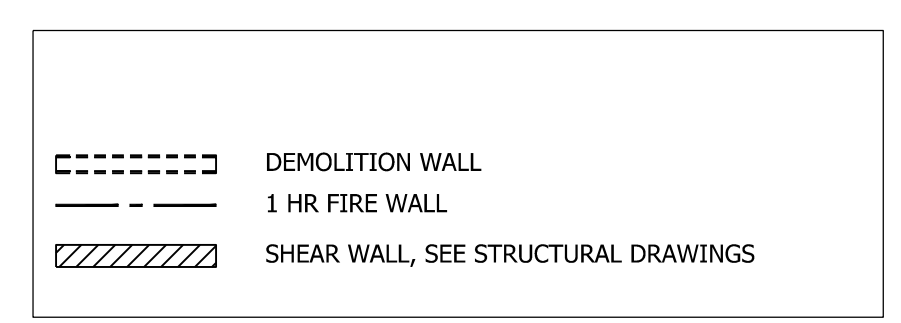 DEMOLITION WALL
1 HR FIRE WALL
SHEAR WALL, SEE STRUCTURAL DRAWINGS